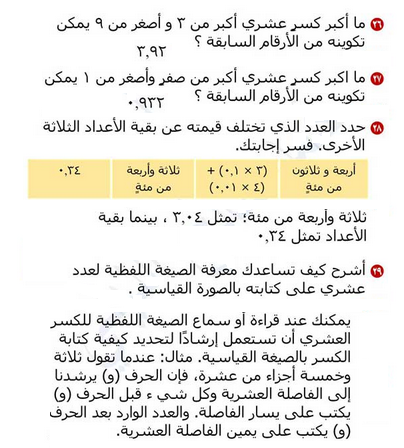 ٢٦ ما أكبر كسر عشري أكبر من ٣ و أصغر من ٩ يمكن
تكوينه من الأرقام السابقة ؟
٣,٩٢
٢٧ ما اكبر كسر عشري أكبر من صفر وأصغر من ١ يمكن
تكوينه من الأرقام السابقة ؟
٠,٩٣٢
٢٨ حدد العدد الذي تختلف قيمته عن بقية الأعداد الثلاثة
الأخرى. فسر إجابتك.
أربعة و ثلاثون (٣ × ٠,١) + ثلاثة وأربعة ٠,٣٤
من مئةٍ (٤ × ٠,٠١) من مئةٍ
ثلاثة وأربعة من مئة؛ تمثل ٣,٠٤ ، بينما بقية
الأعداد تمثل ٠,٣٤
٢٩ أشرح كيف تساعدك معرفة الصيغة اللفظية لعدد
عشري على كتابته بالصورة القياسية .
يمكنك عند قراءة أو سماع الصيغة اللفظية للكسر
العشري أن تستعمل إرشادًا لتحديد كيفية كتابة
الكسر بالصيغة القياسية. مثال: عندما تقول ثلاثة
وخمسة أجزاء من عشرة، فإن الحرف (و) يرشدنا
إلى الفاصلة العشرية وكل شي ء قبل الحرف (و)
يكتب على يسار الفاصلة. والعدد الوارد بعد الحرف
(و) يكتب على يمين الفاصلة العشرية.